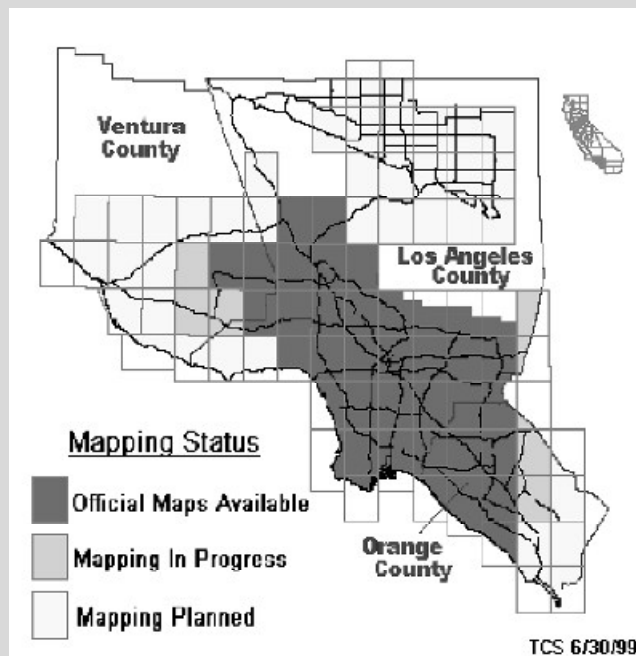 Ventura
County
Los Angeles
County
Mapping Status
Official Maps Available
Mapping In Progress
Orange
County
Mapping Planned
TCS 6/30/99